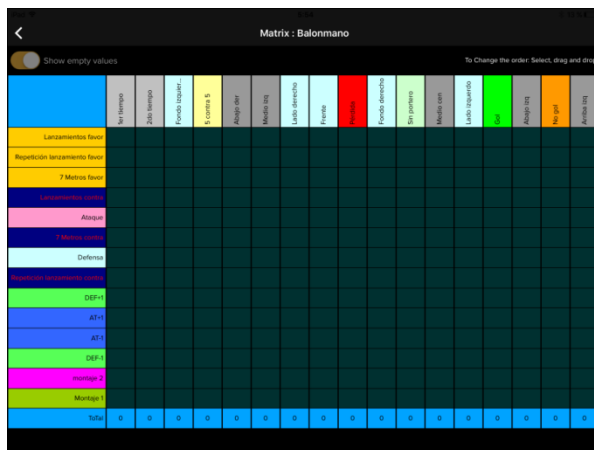 Matrix : Balonmano
Show empty values
To Change the order: Select, drag and drop
1er tiempo
2do tiempo
Fondo izquier...
5 contra 5
Abajo der
Medio izq
Lado derecho
Frente
Fondo derecho
Sin portero
Medio cen
Lado izquerdo
Gol
Abajo izq
No gol
Arriba izq
Lanzamientos favor
Repetición lanzamiento favor
7 Metros favor
Lanzamientos contra
Ataque
7 Metros contra
Defensa
Repetición lanzamiento contra
DEF+1
AT+1
AT-1
DEF-1
montaje 2
Montaje 1
Total 0 0 0 0 0 0 0 0 0 0 0 0 0 0 0 0 0